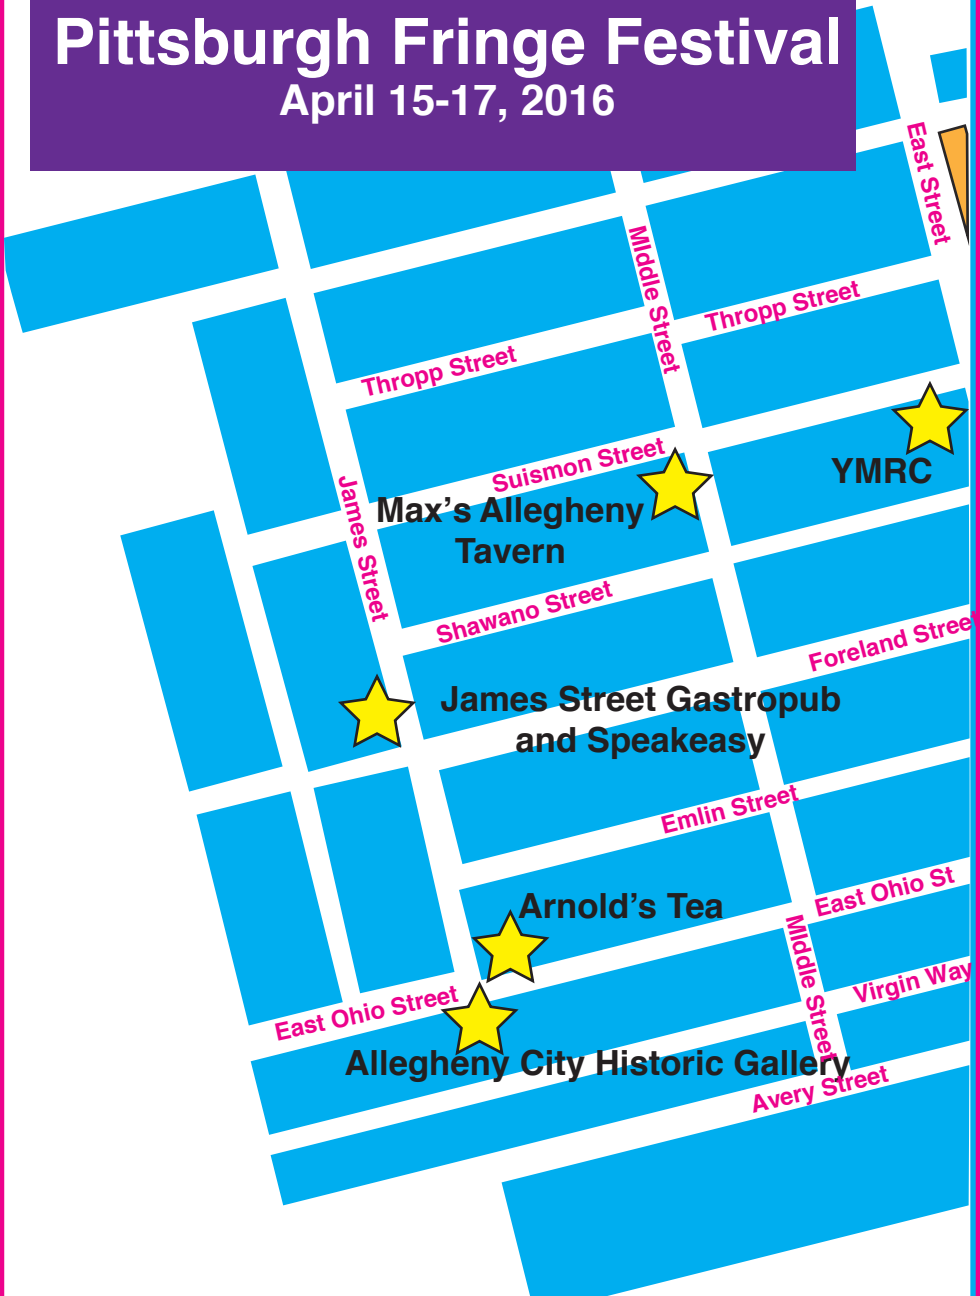 Pittsburgh Fringe Festival
April 15-17, 2016
East Street
MIddle Street
Thropp Street
Thropp Street
Suismon Street
YMRC
James Street
Max’s Allegheny
Tavern
Shawano Street
Foreland Street
James Street Gastropub
and Speakeasy
Emlin Street
East Ohio St
Arnold’s Tea
MIddle Street
Virgin Way
East Ohio Street
Allegheny City Historic Gallery
Avery Street